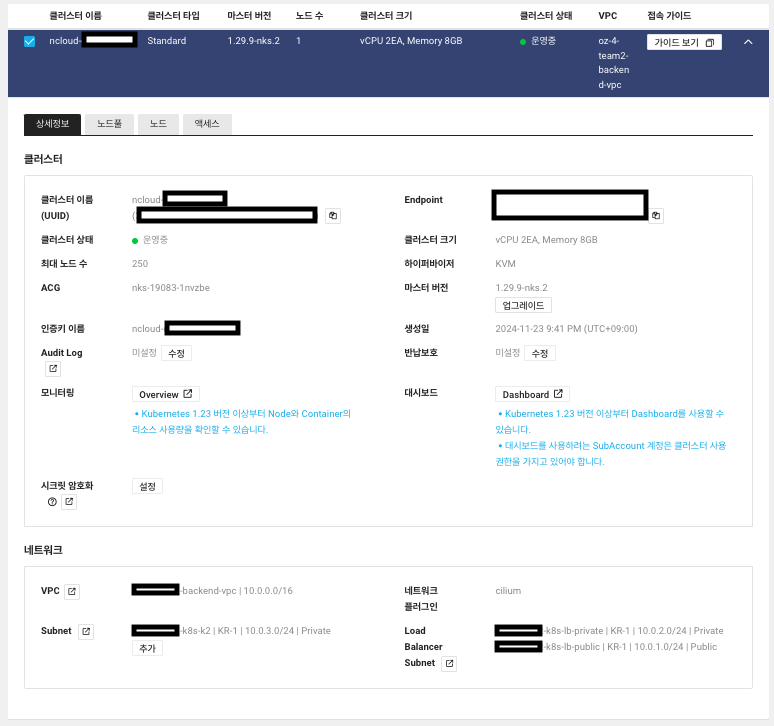 클러스터 이름 클러스터 타입 마스터 버전 노드 수 클러스터 크기 클러스터 상태 VPC 접속 가이드
ncloud- Standard 1.29.9-nks.2 1 vCPU 2EA, Memory 8GB 운영중 oz-4- 가이드 보기
team2-
backen
d-vpc
상세정보 노드풀 노드 액세스
클러스터
클러스터 이름 ncloud-
(UUID) (
Endpoint
클러스터 상태 운영중
클러스터 크기 vCPU 2EA, Memory 8GB
최대 노드 수 250
하이퍼바이저 KVM
ACG nks-19083-1nvzbe
마스터 버전 1.29.9-nks.2
업그레이드
인증키 이름 ncloud-
생성일 2024-11-23 9:41 PM (UTC+09:00)
Audit Log 미설정 수정
반납보호 미설정 수정
모니터링 Overview
• Kubernetes 1.23 버전 이상부터 Node와 Container의
리소스 사용량을 확인할 수 있습니다.
대시보드 Dashboard
• Kubernetes 1.23 버전 이상부터 Dashboard를 사용할 수
있습니다.
• 대시보드를 사용하려는 SubAccount 계정은 클러스터 사용
권한을 가지고 있어야 합니다.
시크릿 암호화 설정
네트워크
VPC -backend-vpc | 10.0.0.0/16
네트워크 cilium
플러그인
Subnet -k8s-k2 | KR-1 | 10.0.3.0/24 | Private
추가
Load -k8s-lb-private | KR-1 | 10.0.2.0/24 | Private
Balancer -k8s-lb-public | KR-1 | 10.0.1.0/24 | Public
Subnet